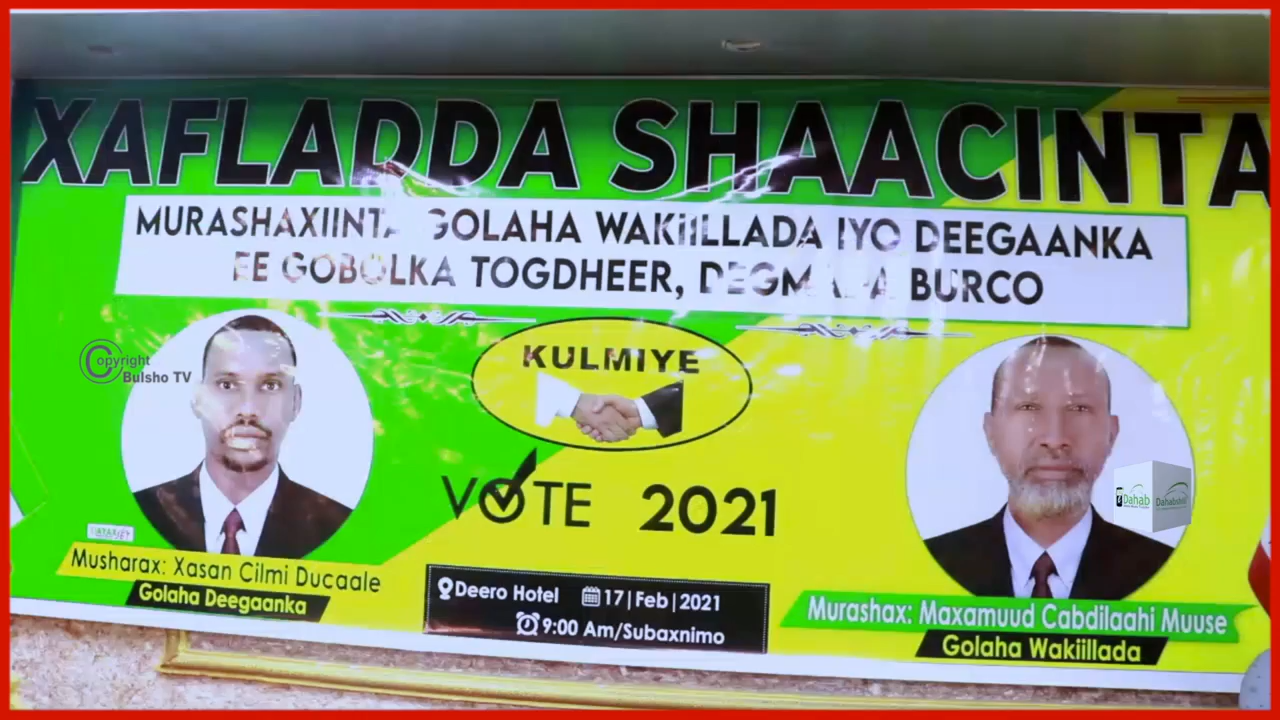 XAFLADDA SHAACINTA
MURASHAXIINTA GOLAHA WAKIILLADA IYO DEEGAANKA
EE GOBOLKA TOGDHEER, DEGMADA BURCO
KULMIYE
Copyright
Bulsho TV
VOTE 2021
Dahab
Dahabshiil
Musharax: Xasan Cilmi Ducaale
Golaha Deegaanka
Deero Hotel 17|Feb|2021
9:00 Am/Subaxnimo
Murashax: Maxamuud Cabdilaahi Muuse
Golaha Wakiillada